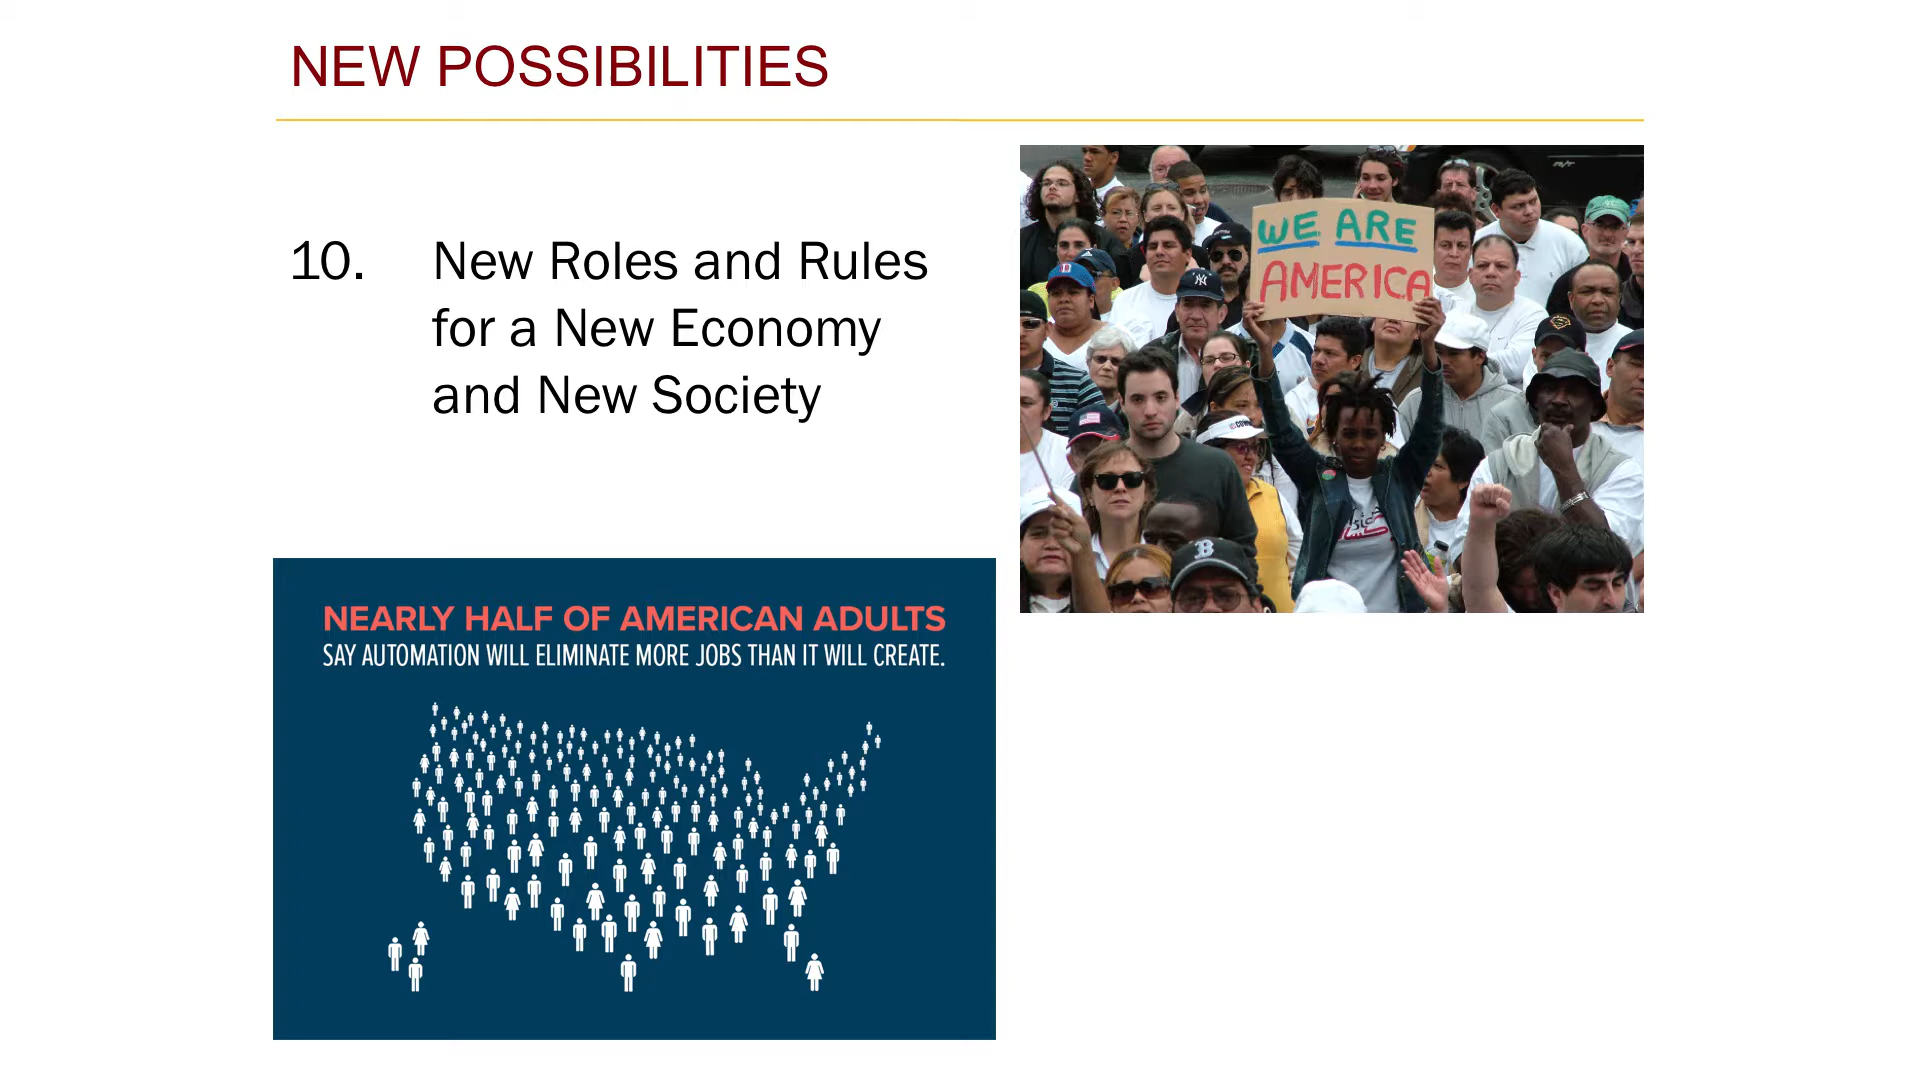 NEW POSSIBILITIES
10. New Roles and Rules
for a New Economy
and New Society
WE ARE
AMERICA
B
NEARLY HALF OF AMERICAN ADULTS
SAY AUTOMATION WILL ELIMINATE MORE JOBS THAN IT WILL CREATE.